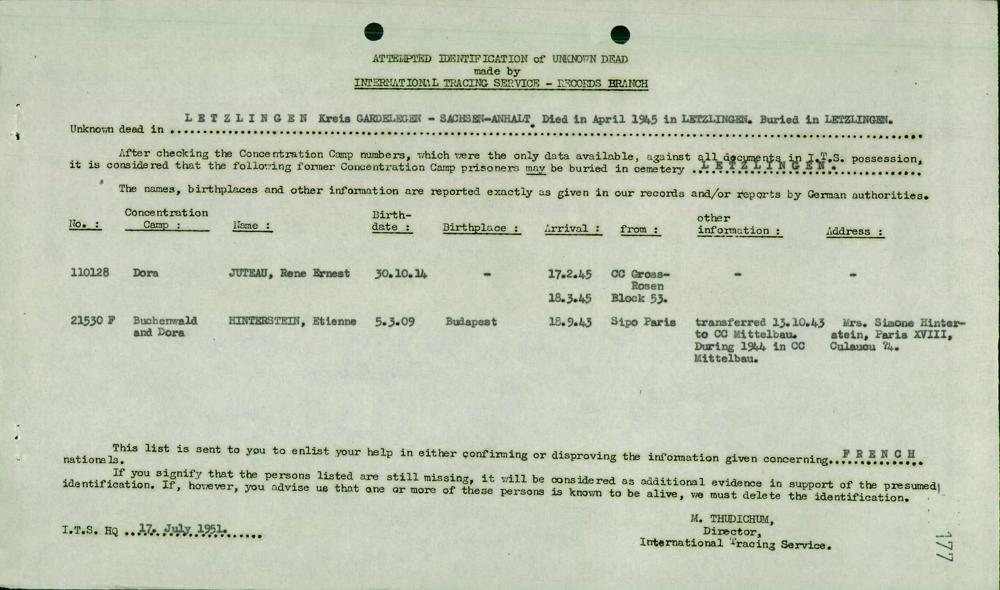 ATTEMPTED IDENTIFICATION of UNKNOWN DEAD
made by
INTERNATIONAL TRACING SERVICE - RECORDS BRANCH
LETZLINGEN Kreis GARDELEGEN - SACHSEN-ANHALT. Died in April 1945 in LETZLINGEN. Buried in LETZLINGEN.
Unknown dead in
After checking the Concentration Camp numbers, which were the only data available, against all documents in I.T.S. possession,
it is considered that the following former Concentration Camp prisoners may be buried in cemetery LETZLINGEN.
The names, birthplaces and other information are reported exactly as given in our records and/or reports by German authorities.
No. : Concentration Camp : Name : Birth-date : Birthplace : Arrival : from : other information : Address :
110128 Dora JUTEAU, Rene Ernest 30.10.14 - 17.2.45 CC Gross- - -
Rosen
18.3.45 Block 53.
21530 F Buchenwald HINTERSTEIN, Etienne 5.3.09 Budapest 18.9.43 Sipo Paris transferred 13.10.43 Mrs. Simone Hinter-
and Dora to CC Mittelbau. stein, Paris XVIII,
During 1944 in CC Culaucu 74.
Mittelbau.
This list is sent to you to enlist your help in either confirming or disproving the information given concerning FRENCH
nationals.
If you signify that the persons listed are still missing, it will be considered as additional evidence in support of the presumed
identification. If, however, you advise us that one or more of these persons is known to be alive, we must delete the identification.
I.T.S. HQ 17. July 1951.
M. THUDICHUM,
Director,
International Tracing Service.
177